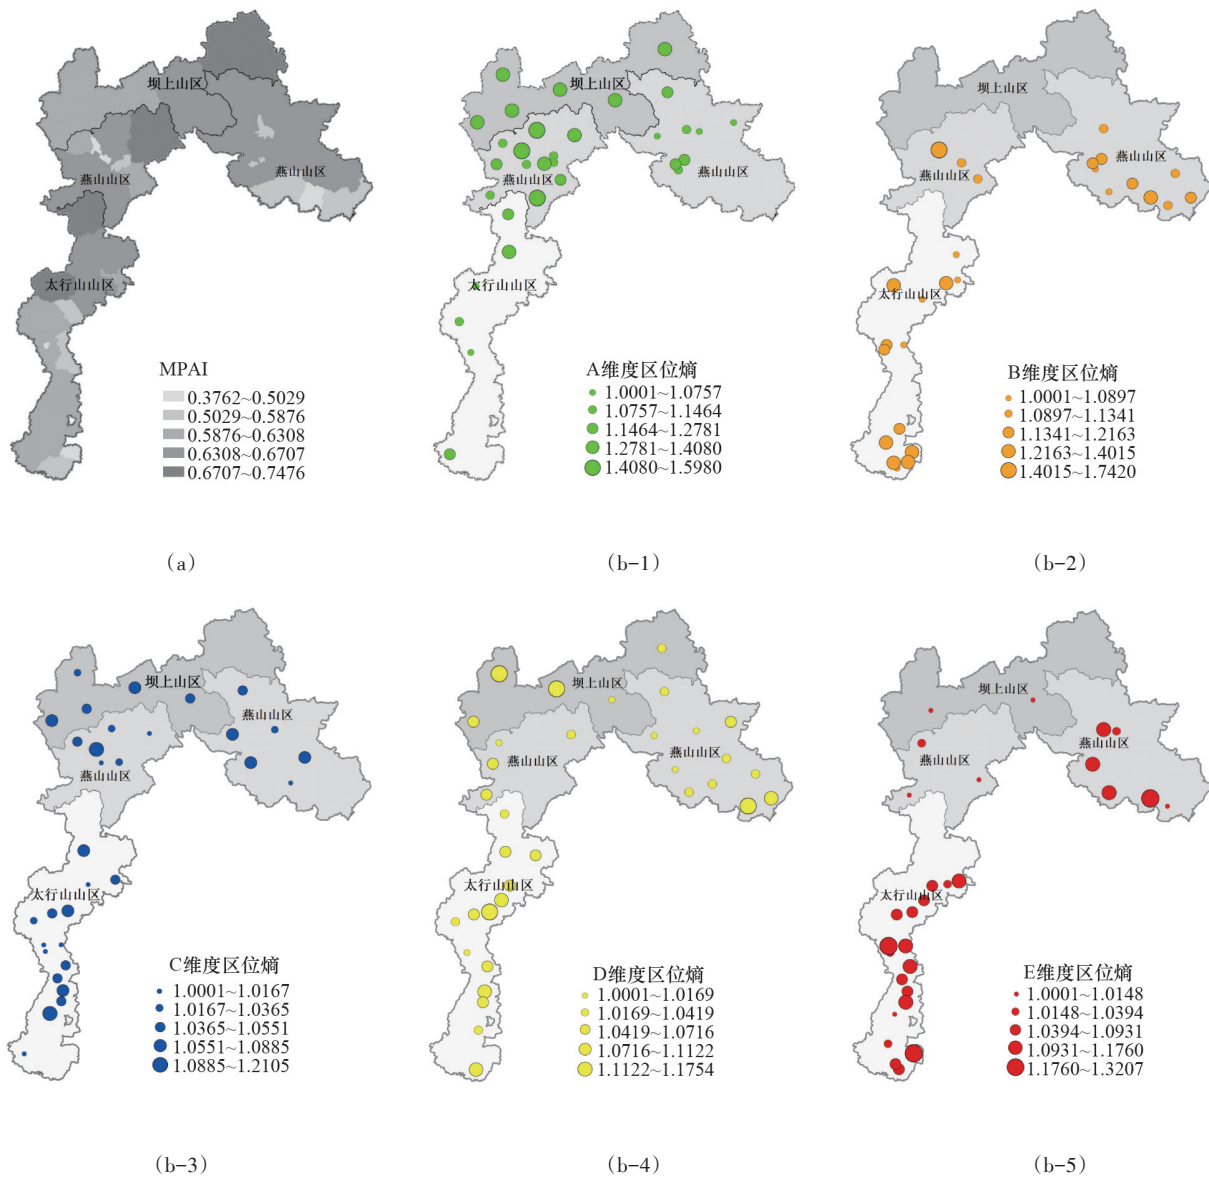 坝上山区
燕山山区
燕山山区
太行山山区
MPAI
0.3762~0.5029
0.5029~0.5876
0.5876~0.6308
0.6308~0.6707
0.6707~0.7476
(a)
坝上山区
燕山山区
燕山山区
太行山山区
A维度区位熵
1.0001~1.0757
1.0757~1.1464
1.1464~1.2781
1.2781~1.4080
1.4080~1.5980
(b-1)
坝上山区
燕山山区
燕山山区
太行山山区
B维度区位熵
1.0001~1.0897
1.0897~1.1341
1.1341~1.2163
1.2163~1.4015
1.4015~1.7420
(b-2)
坝上山区
燕山山区
燕山山区
太行山山区
C维度区位熵
1.0001~1.0167
1.0167~1.0365
1.0365~1.0551
1.0551~1.0885
1.0885~1.2105
(b-3)
坝上山区
燕山山区
燕山山区
太行山山区
D维度区位熵
1.0001~1.0169
1.0169~1.0419
1.0419~1.0716
1.0716~1.1122
1.1122~1.1754
(b-4)
坝上山区
燕山山区
燕山山区
太行山山区
E维度区位熵
1.0001~1.0148
1.0148~1.0394
1.0394~1.0931
1.0931~1.1760
1.1760~1.3207
(b-5)